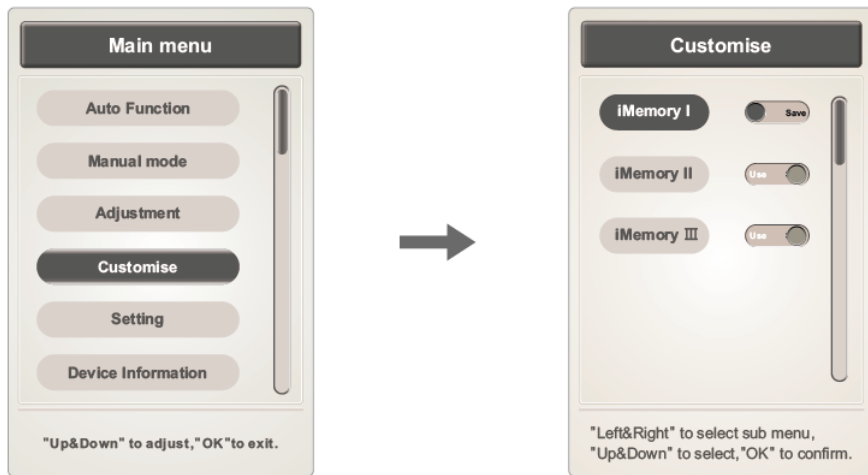 Main menu
Auto Function
Manual mode
Adjustment
Customise
Setting
Device Information
"Up&Down" to adjust,"OK"to exit.
Customise
iMemory I
Save
iMemory II
Use
iMemory III
Use
"Left&Right" to select sub menu,
"Up&Down" to select,"OK" to confirm.